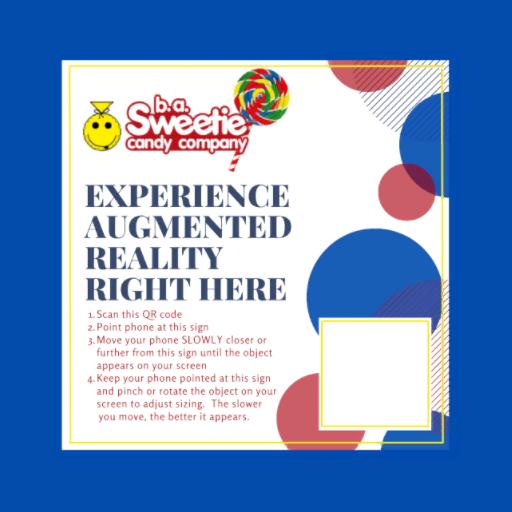 b.a.
Sweetie
candy company
EXPERIENCE
AUGMENTED
REALITY
RIGHT HERE
1. Scan this QR code
2. Point phone at this sign
3. Move your phone SLOWLY closer or
further from this sign until the object
appears on your screen
4. Keep your phone pointed at this sign
and pinch or rotate the object on your
screen to adjust sizing. The slower
you move, the better it appears.